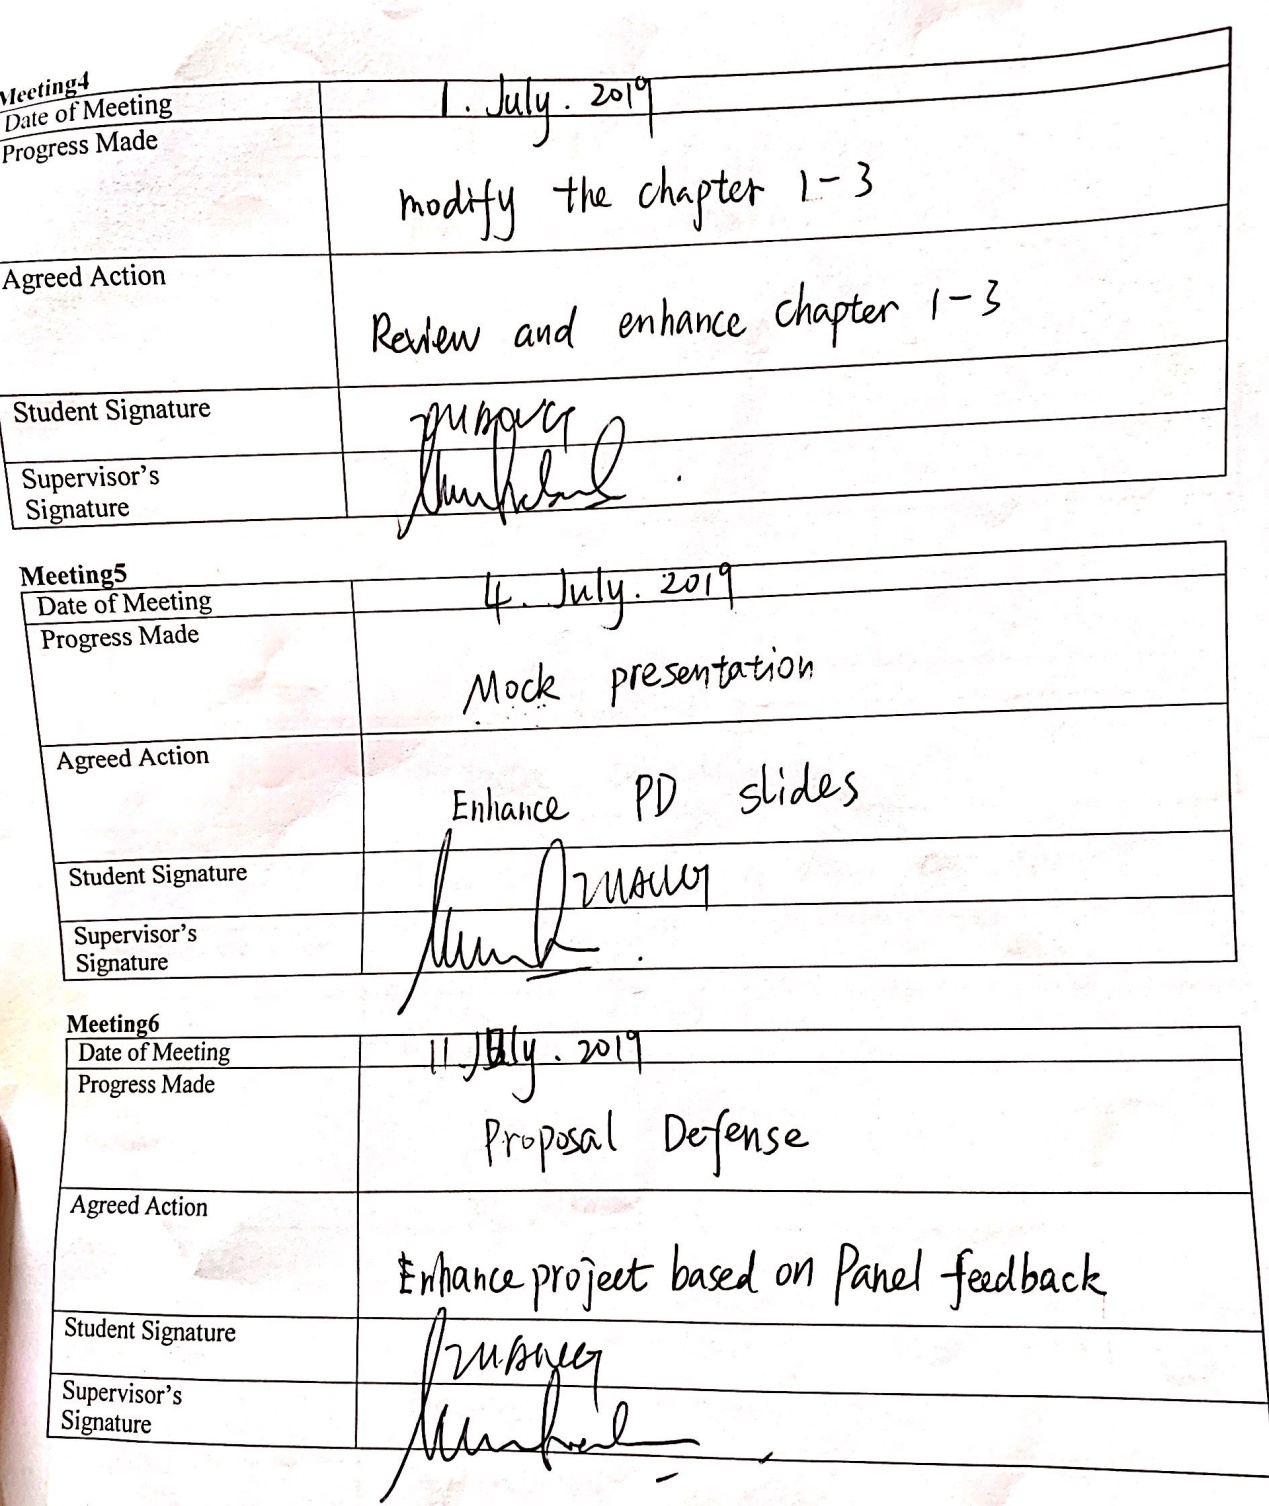 Meeting4
Date of Meeting 1. July. 2019
Progress Made
modify the chapter 1-3
Agreed Action
Review and enhance chapter 1-3
Student Signature
Supervisor's
Signature
Meeting5
Date of Meeting 4. July. 2019
Progress Made
Mock presentation
Agreed Action
Enhance PD slides
Student Signature
Supervisor's
Signature
Meeting6
Date of Meeting 11 July. 2019
Progress Made
Proposal Defense
Agreed Action
Enhance project based on Panel feedback
Student Signature
Supervisor's
Signature